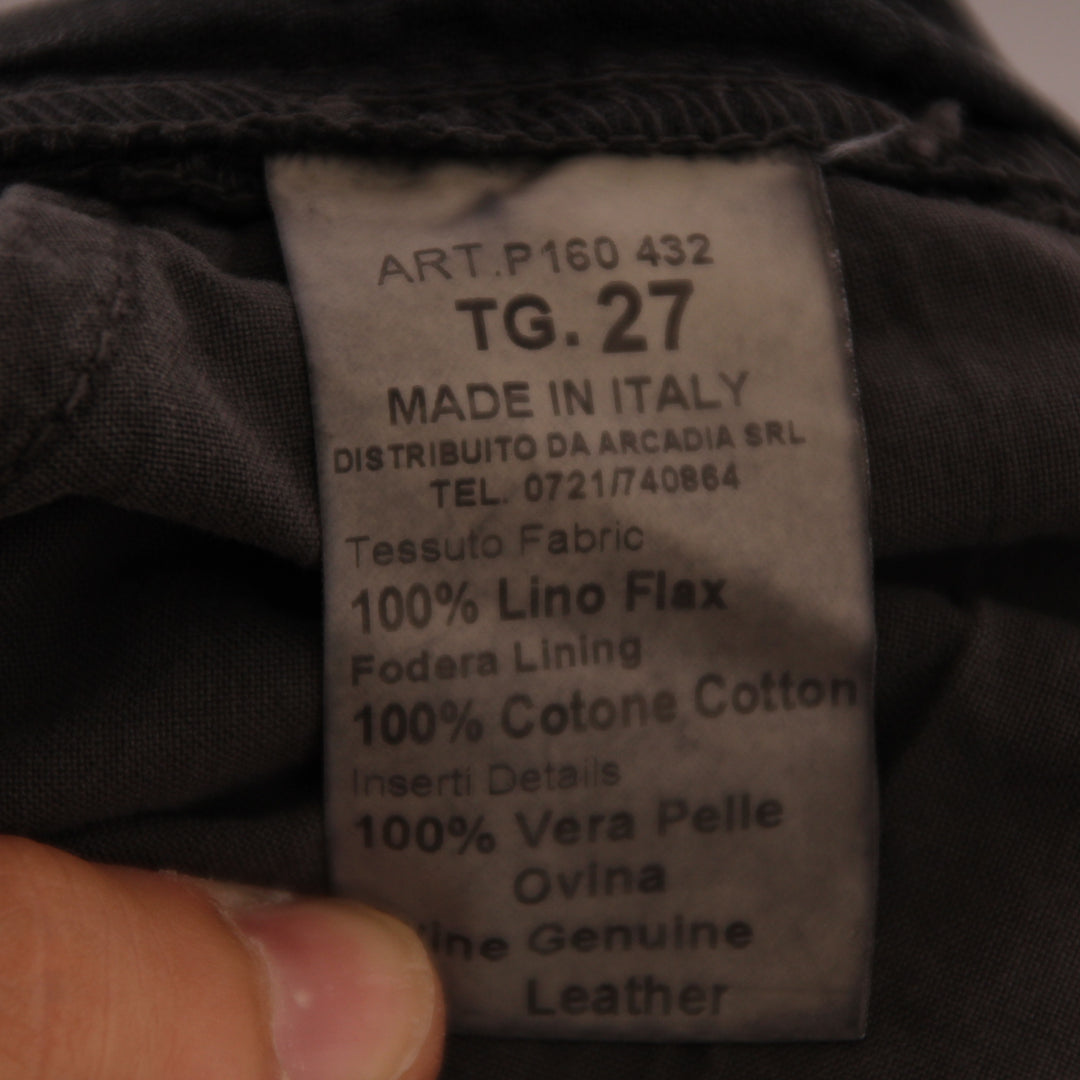 ART.P160 432
TG. 27
MADE IN ITALY
DISTRIBUITO DA ARCADIA SRL
TEL. 0721/740864
Tessuto Fabric
100% Lino Flax
Fodera Lining
100% Cotone Cotton
Inserti Details
100% Vera Pelle
Ovina
Genuine
Leather